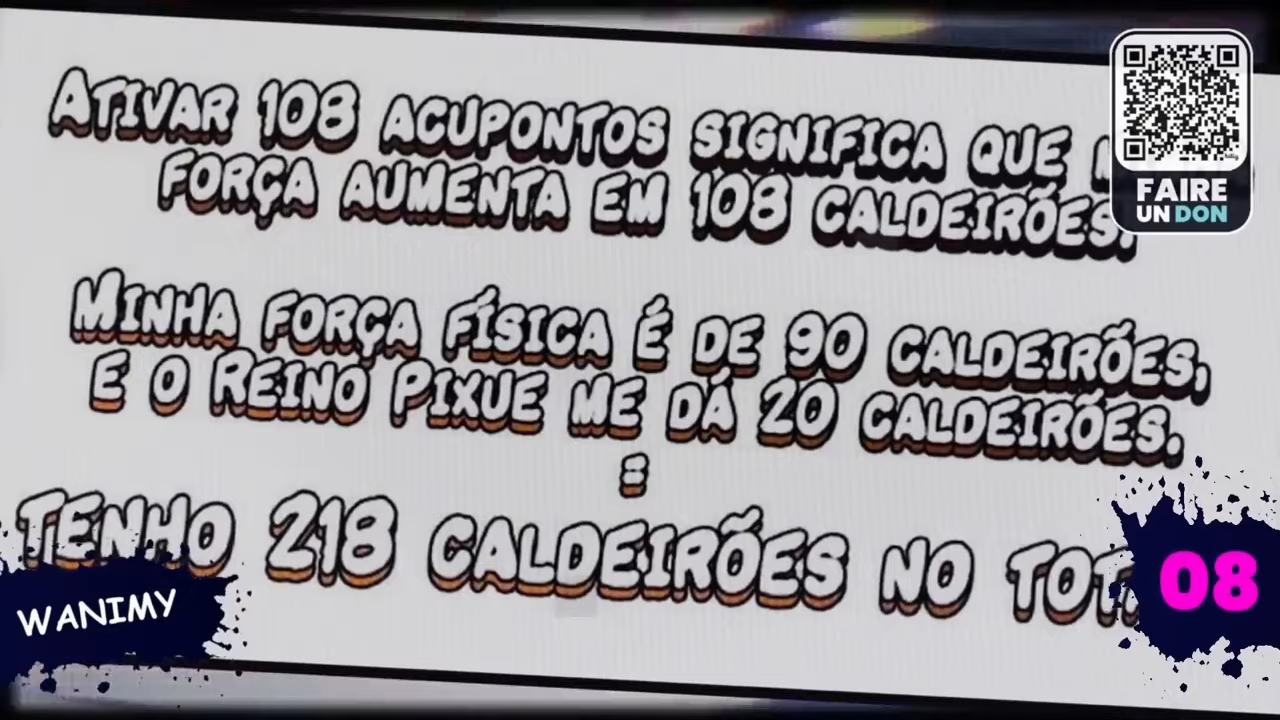 ATIVAR 108 ACUPONTOS SIGNIFICA QUE
FORÇA AUMENTA EM 108 CALDEIRÕES.
MINHA FORÇA FÍSICA É DE 90 CALDEIRÕES,
E O REINO PIXUE ME DÁ 20 CALDEIRÕES.
=
TENHO 218 CALDEIRÕES NO
FAIRE
UN DON
WANIMY
08